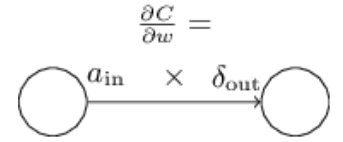 ∂C/∂w =
a_in × δ_out